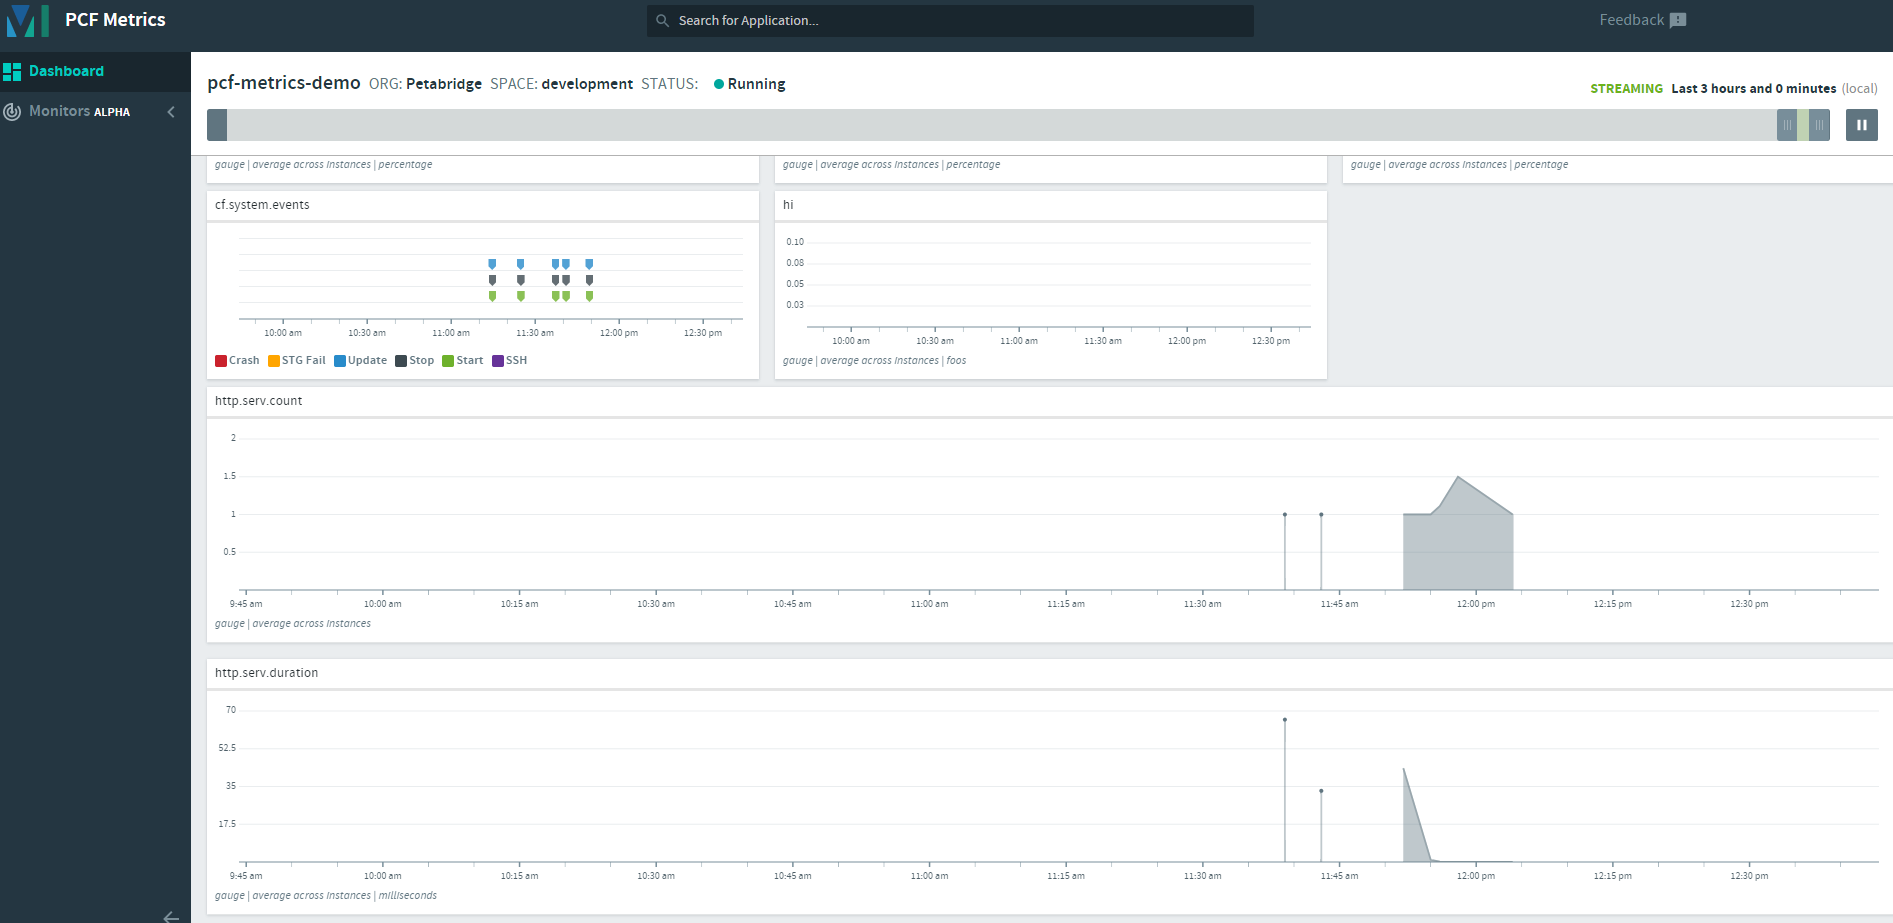 PCF Metrics
Search for Application...
Feedback
Dashboard
Monitors ALPHA
pcf-metrics-demo ORG: Petabridge SPACE: development STATUS: Running
STREAMING Last 3 hours and 0 minutes (local)
gauge | average across instances | percentage
gauge | average across instances | percentage
gauge | average across instances | percentage
cf.system.events
10:00 am 10:30 am 11:00 am 11:30 am 12:00 pm 12:30 pm
Crash STG Fail Update Stop Start SSH
hi
0.10
0.08
0.05
0.03
10:00 am 10:30 am 11:00 am 11:30 am 12:00 pm 12:30 pm
gauge | average across instances | foos
http.serv.count
2
1.5
1
0.5
9:45 am 10:00 am 10:15 am 10:30 am 10:45 am 11:00 am 11:15 am 11:30 am 11:45 am 12:00 pm 12:15 pm 12:30 pm
gauge | average across instances
http.serv.duration
70
52.5
35
17.5
9:45 am 10:00 am 10:15 am 10:30 am 10:45 am 11:00 am 11:15 am 11:30 am 11:45 am 12:00 pm 12:15 pm 12:30 pm
gauge | average across instances | milliseconds